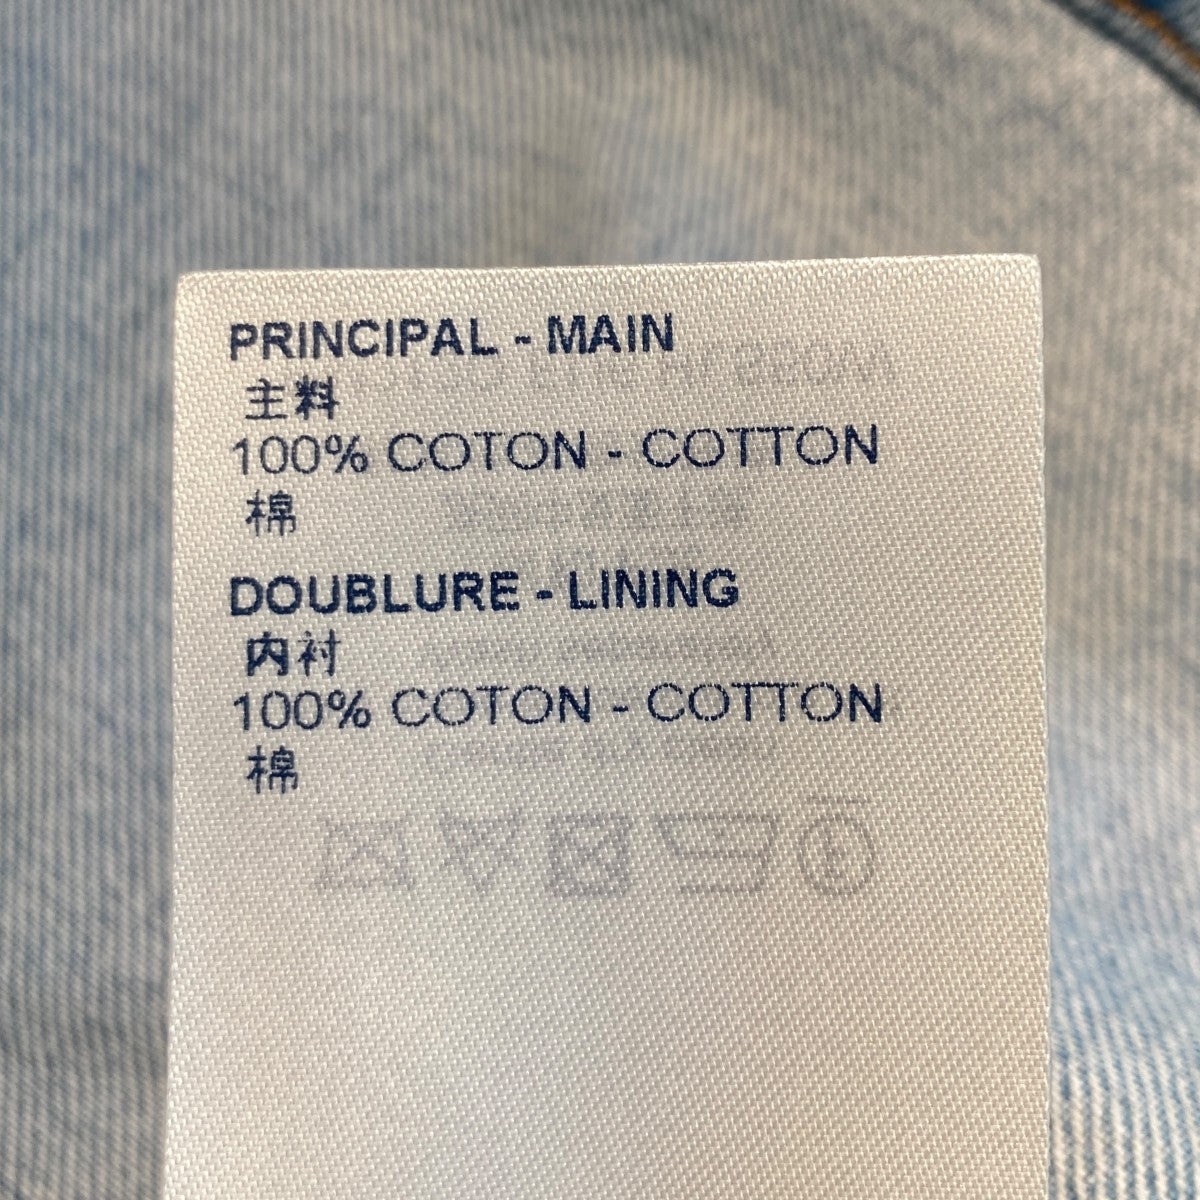 PRINCIPAL - MAIN
主料
100% COTON - COTTON
棉
DOUBLURE - LINING
内衬
100% COTON - COTTON
棉